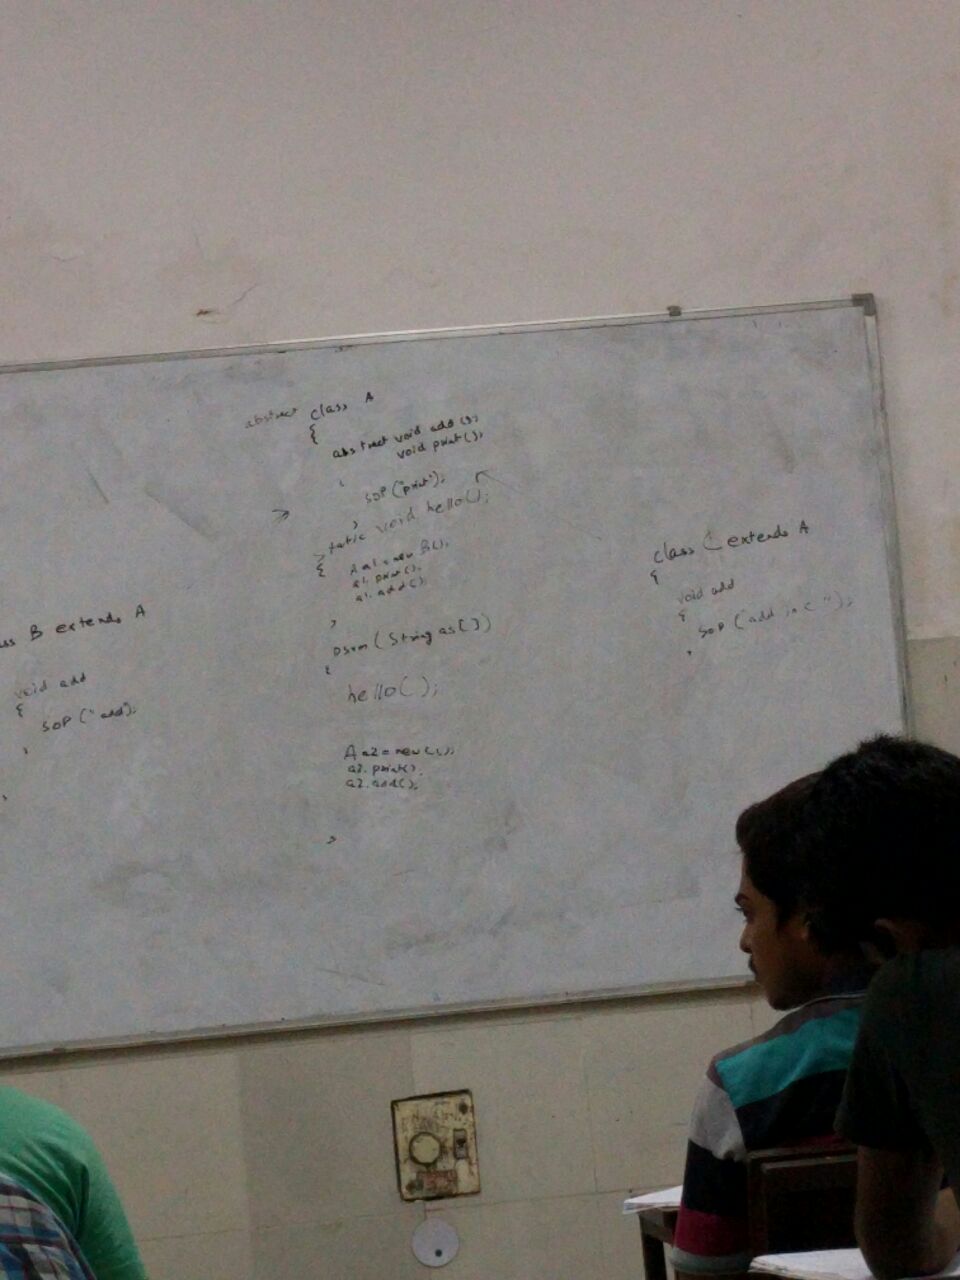 abstract class A
{
abstract void add();
void print();
{
SOP ("print");
}
static void hello();
{
A a1 = new B();
a1. print();
a1. add();
}
psvm (String as[])
{
hello();
A a2 = new C();
a2. print();
a2. add();
}
ass B extends A
void add
{
SOP ("add");
}
}
class C extends A
{
void add
{
SOP ("add in c ");
}